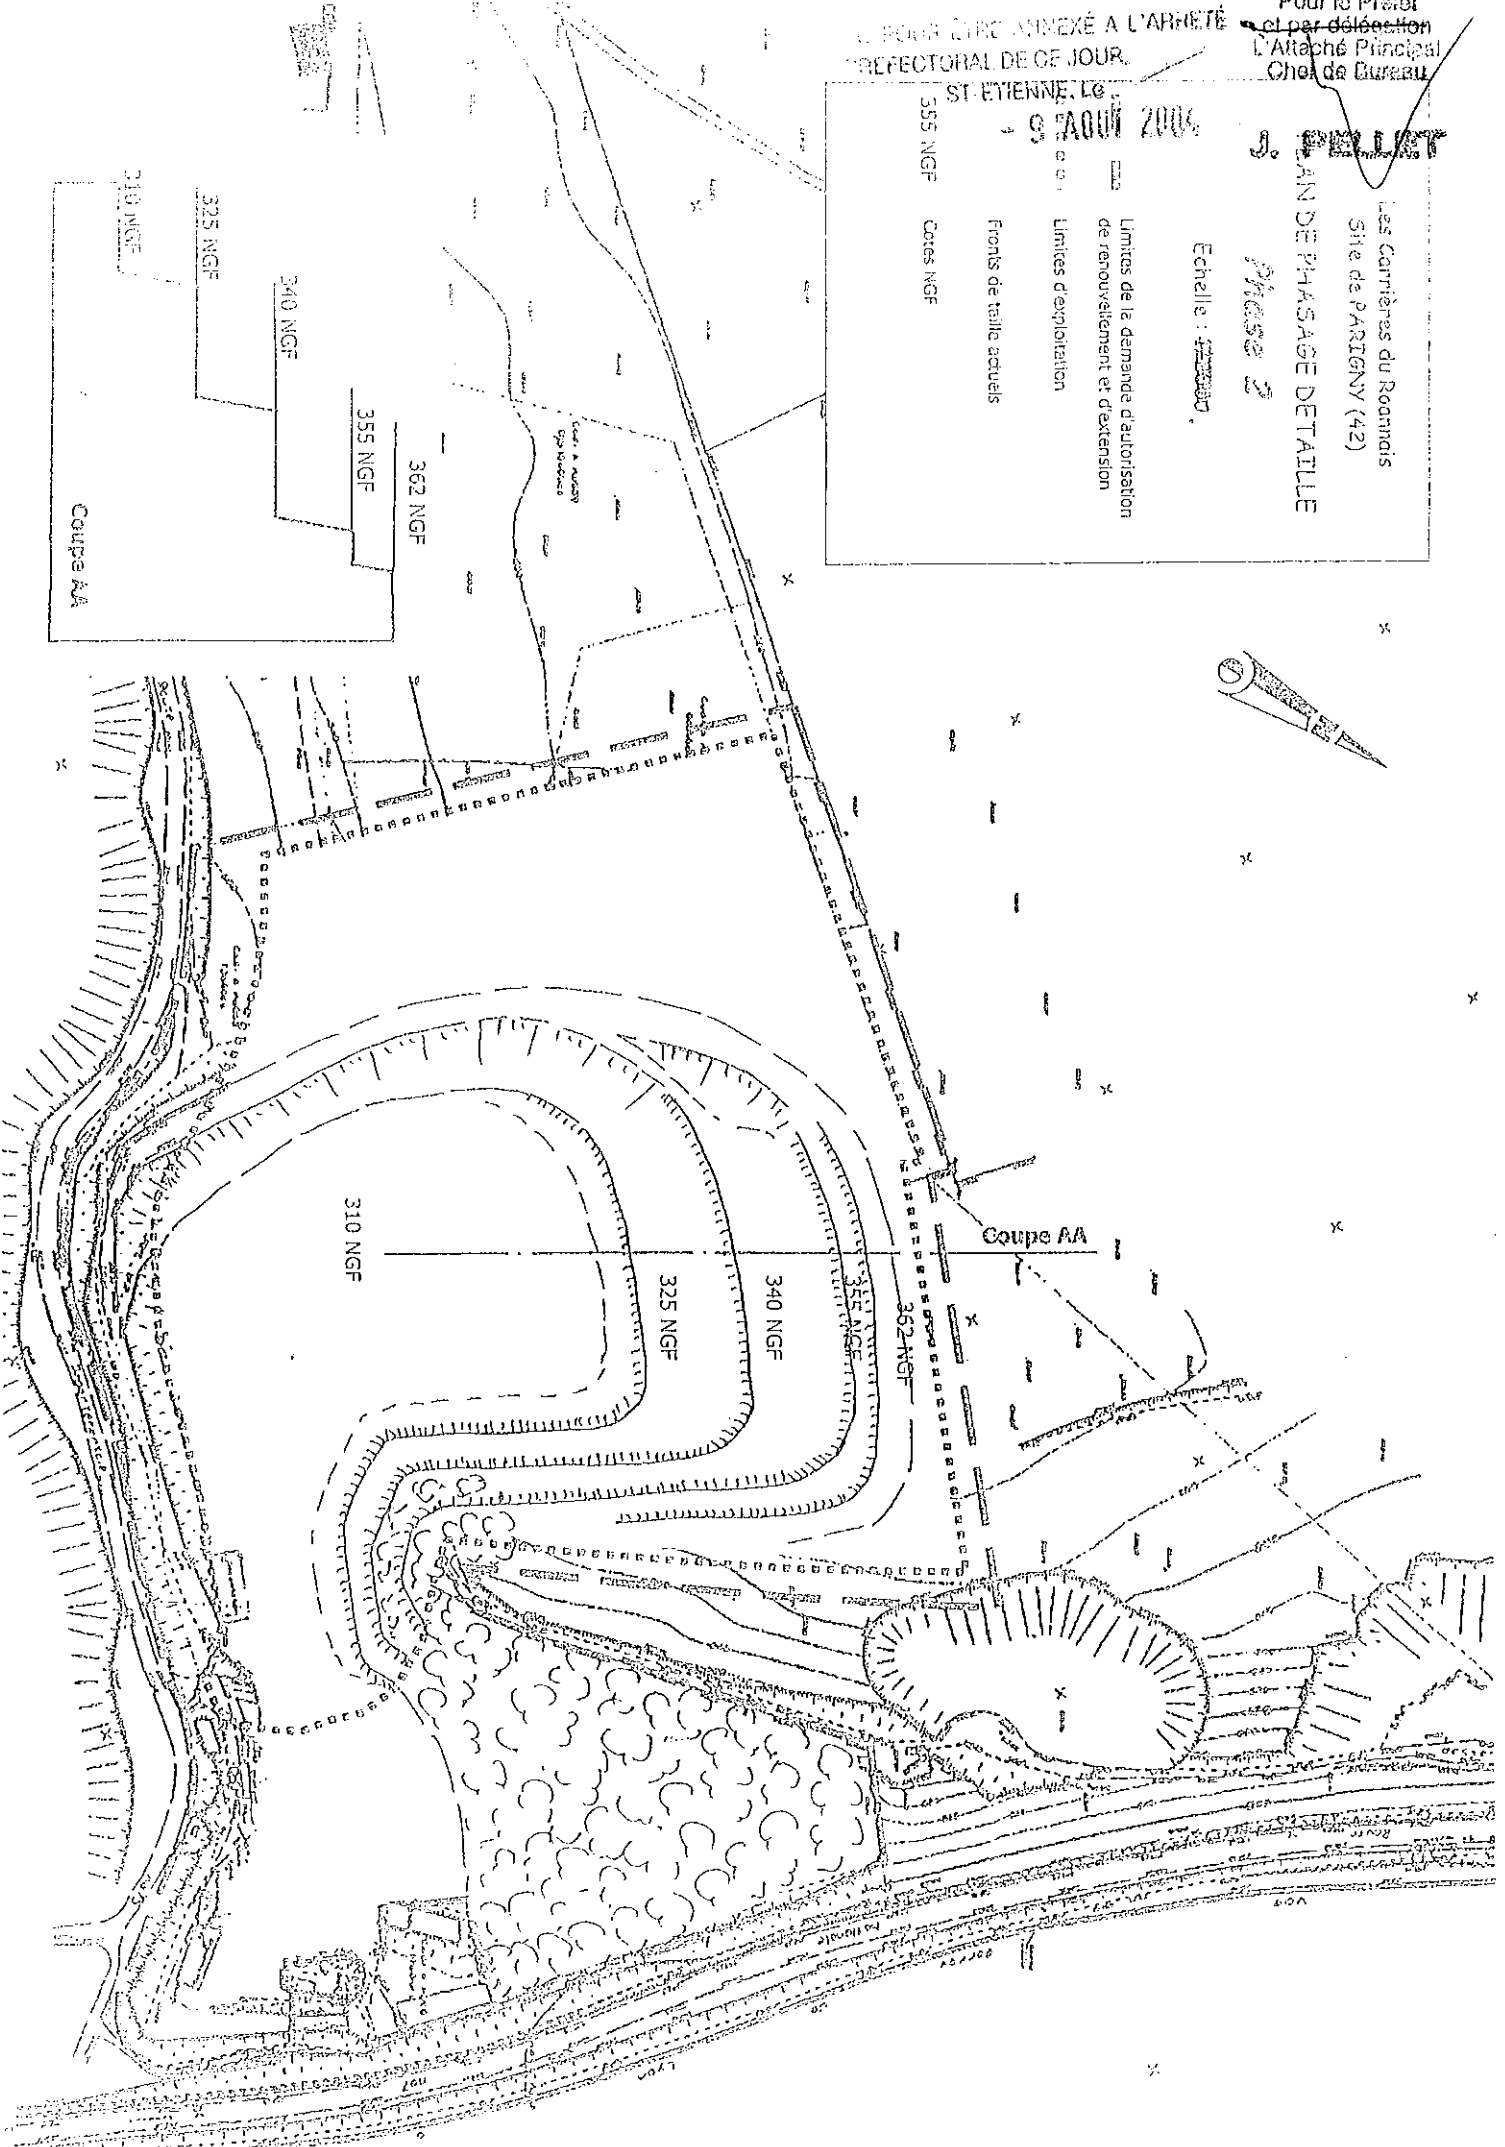 POUR ÊTRE ANNEXÉ A L'ARRETÉ
PREFECTORAL DE CE JOUR.
ST-ETIENNE, LE
- 9 AOUT 2004
Pour le Préfet
et par délégation
L'Attaché Principal
Chef de Bureau
J. PELLET
Les Carrières du Roannais
Site de PARIGNY (42)
PLAN DE PHASAGE DETAILLE
Phase 2
Echelle :
Limites de la demande d'autorisation
de renouvellement et d'extension
Limites d'exploitation
Fronts de taille actuels
355 NGF
Cotes NGF
310 NGF
325 NGF
340 NGF
355 NGF
362 NGF
Coupe AA
Coupe AA
310 NGF
325 NGF
340 NGF
355 NGF
362 NGF
Lyon